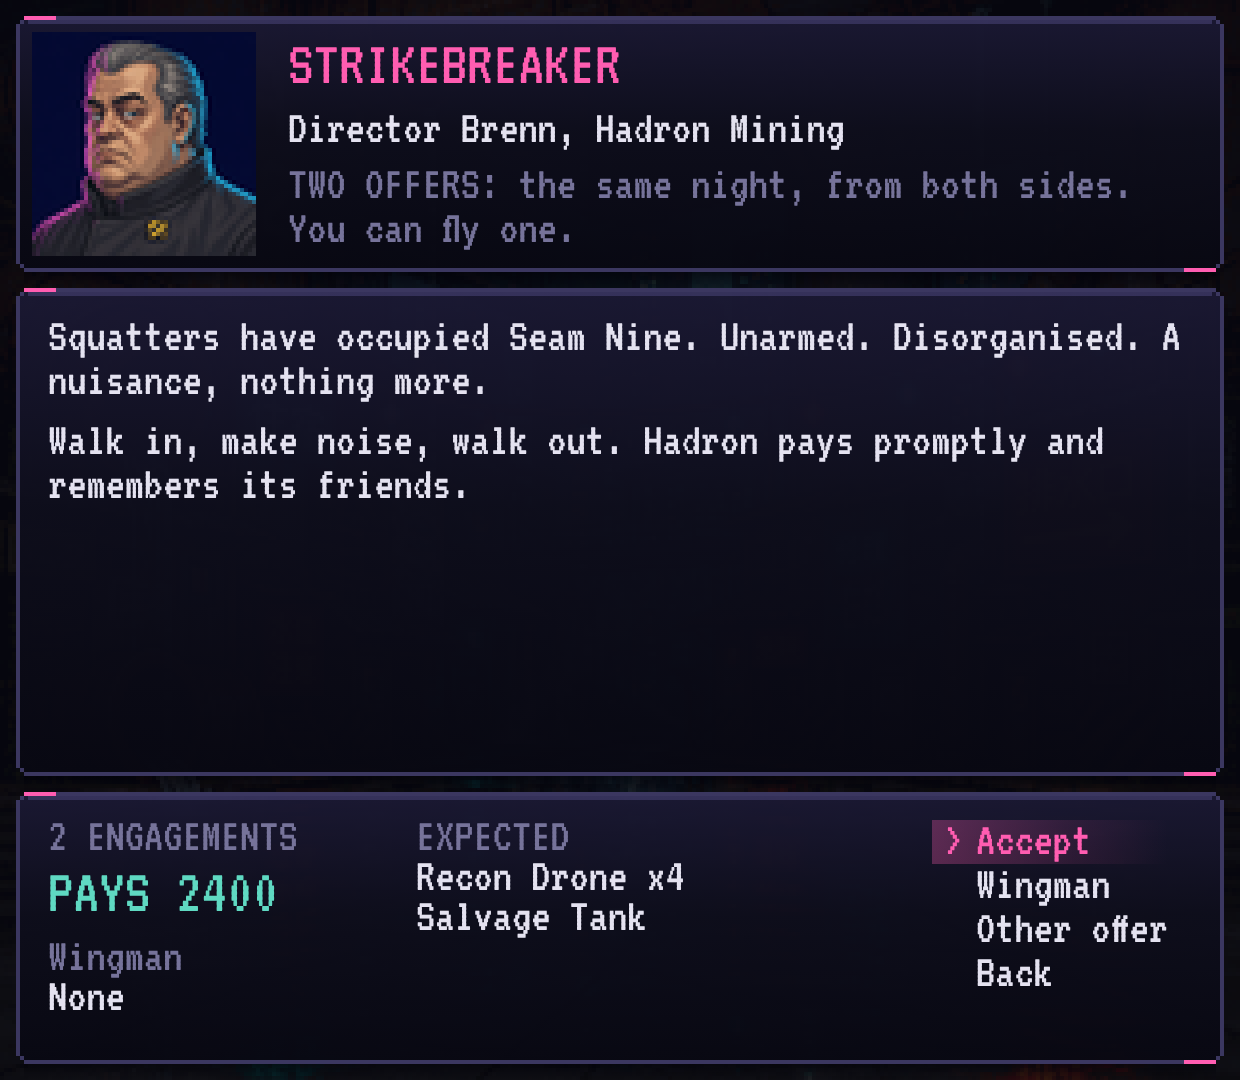 STRIKEBREAKER
Director Brenn, Hadron Mining
TWO OFFERS: the same night, from both sides.
You can fly one.
Squatters have occupied Seam Nine. Unarmed. Disorganised. A
nuisance, nothing more.
Walk in, make noise, walk out. Hadron pays promptly and
remembers its friends.
2 ENGAGEMENTS
PAYS 2400
Wingman
None
EXPECTED
Recon Drone x4
Salvage Tank
> Accept
Wingman
Other offer
Back